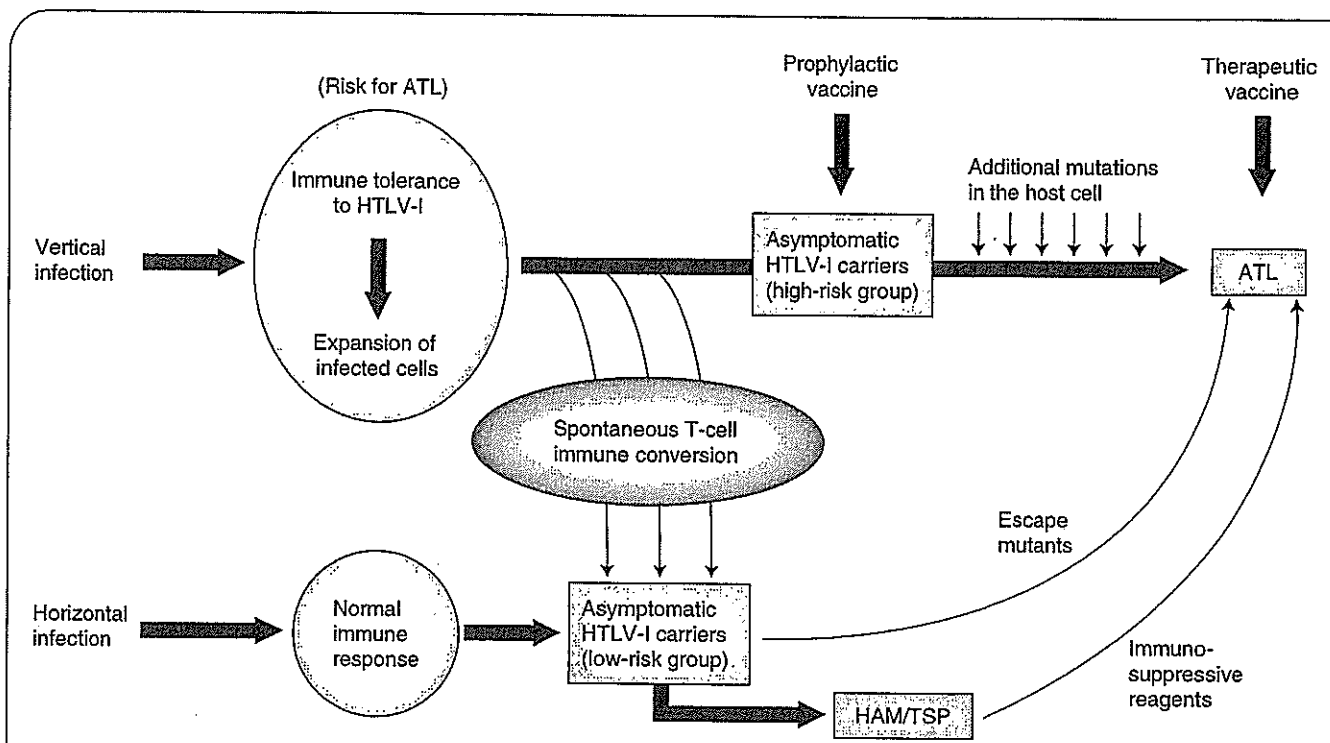 (Risk for ATL)
Immune tolerance
to HTLV-I
Expansion of
infected cells
Vertical
infection
Prophylactic
vaccine
Therapeutic
vaccine
Additional mutations
in the host cell
Asymptomatic
HTLV-I carriers
(high-risk group)
ATL
Spontaneous T-cell
immune conversion
Escape
mutants
Horizontal
infection
Normal
immune
response
Asymptomatic
HTLV-I carriers
(low-risk group)
Immuno-
suppressive
reagents
HAM/TSP